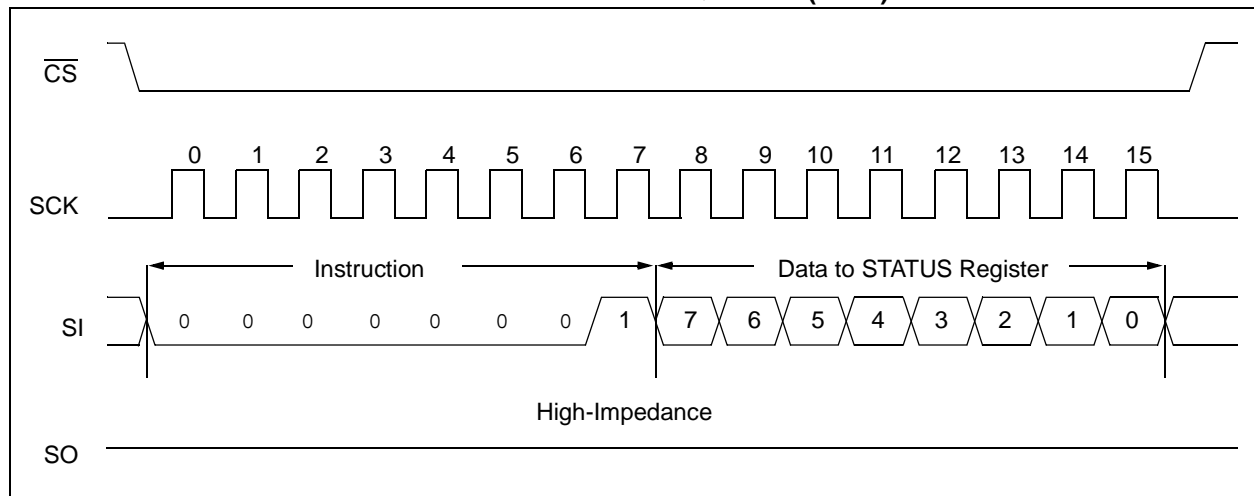 CS
0 1 2 3 4 5 6 7 8 9 10 11 12 13 14 15
SCK
Instruction Data to STATUS Register
SI 0 0 0 0 0 0 0 1 7 6 5 4 3 2 1 0
High-Impedance
SO